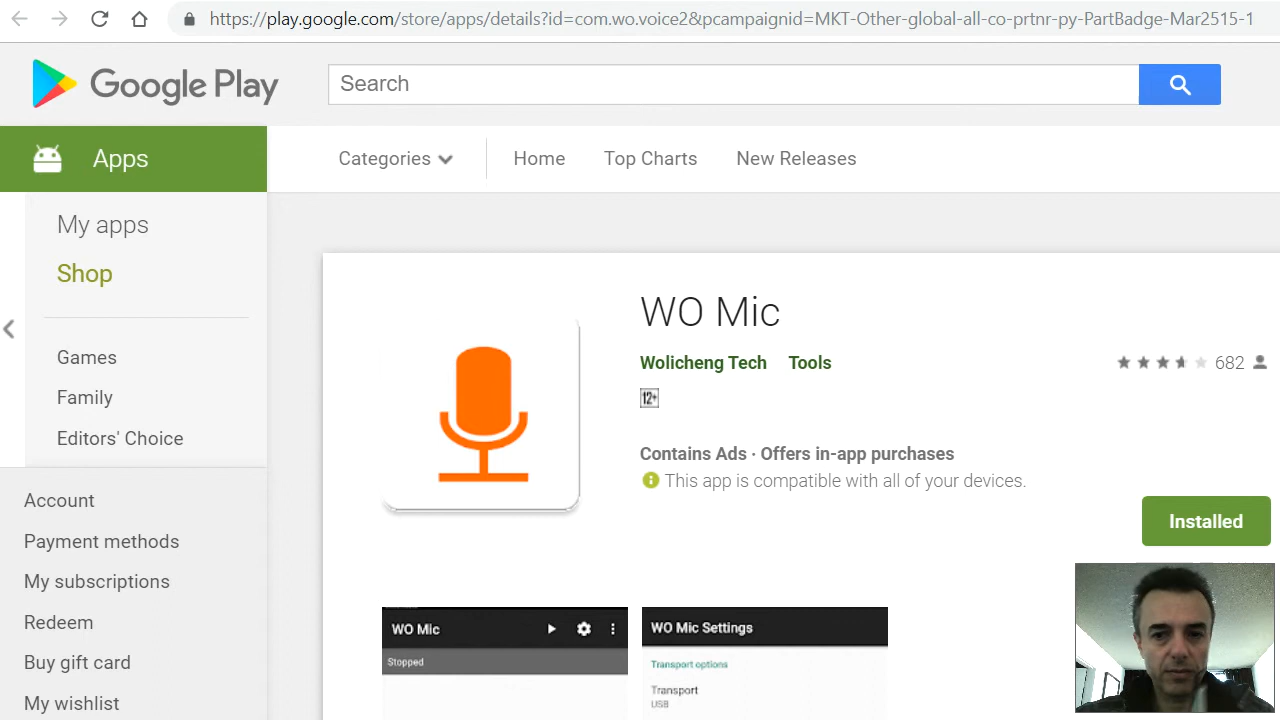 https://play.google.com/store/apps/details?id=com.wo.voice2&pcampaignid=MKT-Other-global-all-co-prtnr-py-PartBadge-Mar2515-1
Google Play
Search
Apps
Categories
Home
Top Charts
New Releases
My apps
Shop
Games
Family
Editors' Choice
Account
Payment methods
My subscriptions
Redeem
Buy gift card
My wishlist
WO Mic
Wolicheng Tech Tools
682
12+
Contains Ads · Offers in-app purchases
This app is compatible with all of your devices.
Installed
WO Mic
Stopped
WO Mic Settings
Transport options
Transport
USB